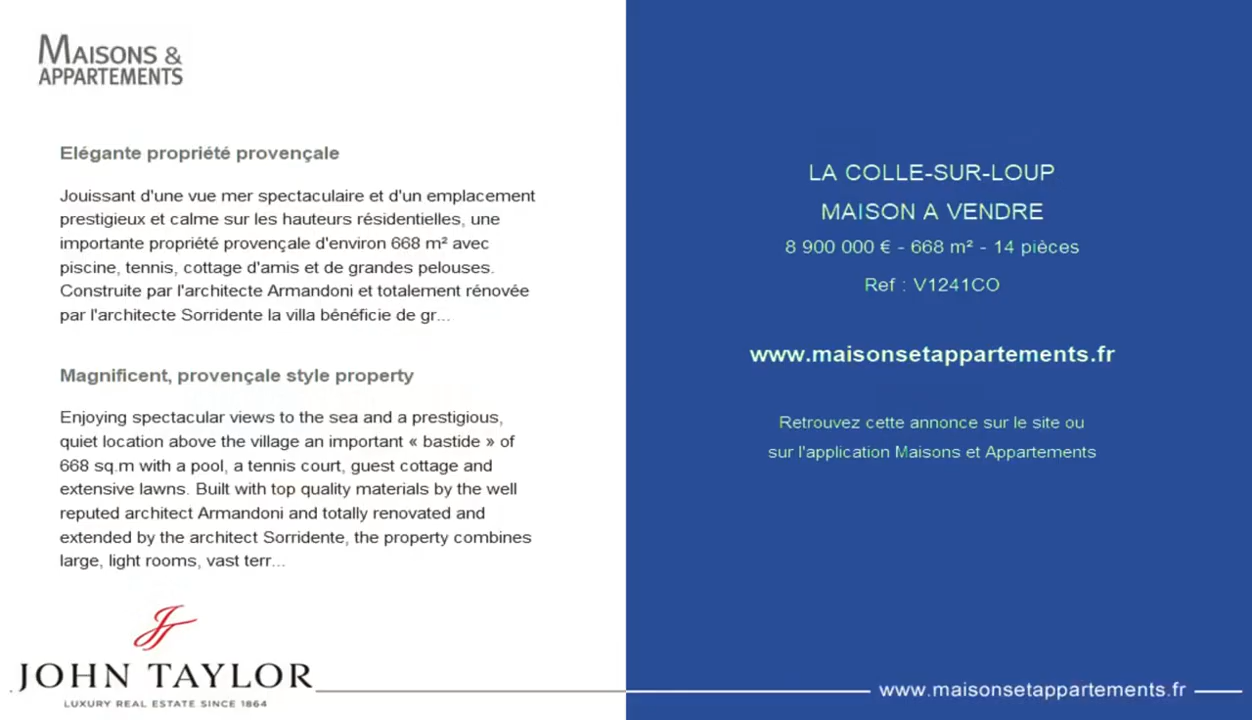 MAISONS &
APPARTEMENTS
Elégante propriété provençale
Jouissant d'une vue mer spectaculaire et d'un emplacement
prestigieux et calme sur les hauteurs résidentielles, une
importante propriété provençale d'environ 668 m² avec
piscine, tennis, cottage d'amis et de grandes pelouses.
Construite par l'architecte Armandoni et totalement rénovée
par l'architecte Sorridente la villa bénéficie de gr...
Magnificent, provençale style property
Enjoying spectacular views to the sea and a prestigious,
quiet location above the village an important « bastide » of
668 sq.m with a pool, a tennis court, guest cottage and
extensive lawns. Built with top quality materials by the well
reputed architect Armandoni and totally renovated and
extended by the architect Sorridente, the property combines
large, light rooms, vast terr...
JOHN TAYLOR
LUXURY REAL ESTATE SINCE 1864
LA COLLE-SUR-LOUP
MAISON A VENDRE
8 900 000 € - 668 m² - 14 pièces
Ref : V1241CO
www.maisonsetappartements.fr
Retrouvez cette annonce sur le site ou
sur l'application Maisons et Appartements
www.maisonsetappartements.fr